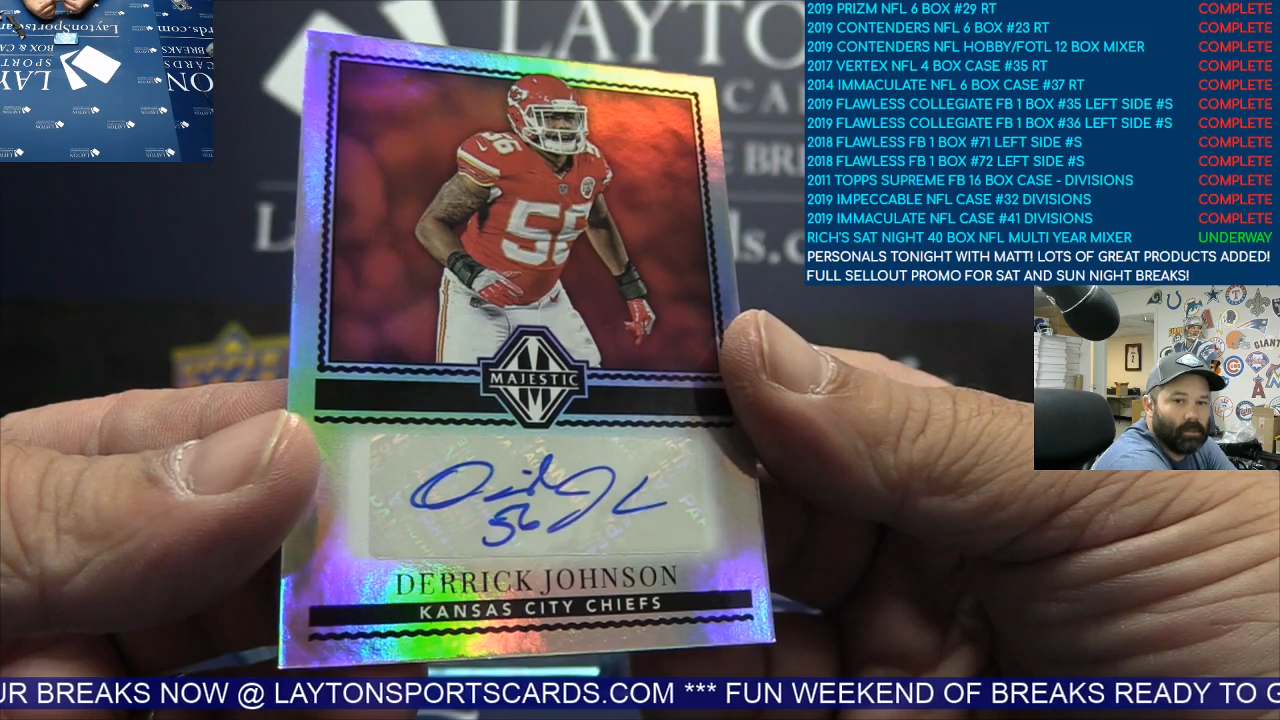 2019 PRIZM NFL 6 BOX #29 RT COMPLETE
2019 CONTENDERS NFL 6 BOX #23 RT COMPLETE
2019 CONTENDERS NFL HOBBY/FOTL 12 BOX MIXER COMPLETE
2017 VERTEX NFL 4 BOX CASE #35 RT COMPLETE
2014 IMMACULATE NFL 6 BOX CASE #37 RT COMPLETE
2019 FLAWLESS COLLEGIATE FB 1 BOX #35 LEFT SIDE #S COMPLETE
2019 FLAWLESS COLLEGIATE FB 1 BOX #36 LEFT SIDE #S COMPLETE
2018 FLAWLESS FB 1 BOX #71 LEFT SIDE #S COMPLETE
2018 FLAWLESS FB 1 BOX #72 LEFT SIDE #S COMPLETE
2011 TOPPS SUPREME FB 16 BOX CASE - DIVISIONS COMPLETE
2019 IMPECCABLE NFL CASE #32 DIVISIONS COMPLETE
2019 IMMACULATE NFL CASE #41 DIVISIONS COMPLETE
RICH'S SAT NIGHT 40 BOX NFL MULTI YEAR MIXER UNDERWAY
PERSONALS TONIGHT WITH MATT! LOTS OF GREAT PRODUCTS ADDED!
FULL SELLOUT PROMO FOR SAT AND SUN NIGHT BREAKS!
LAYTO
56
MAJESTIC
56
DERRICK JOHNSON
KANSAS CITY CHIEFS
UR BREAKS NOW @ LAYTONSPORTSCARDS.COM *** FUN WEEKEND OF BREAKS READY TO G